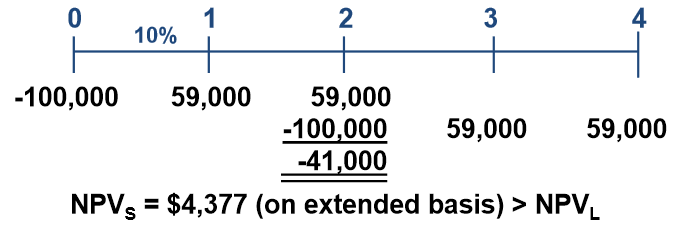 0 1 2 3 4
10%
-100,000 59,000 59,000
-100,000 59,000 59,000
-41,000
NPVS = $4,377 (on extended basis) > NPVL